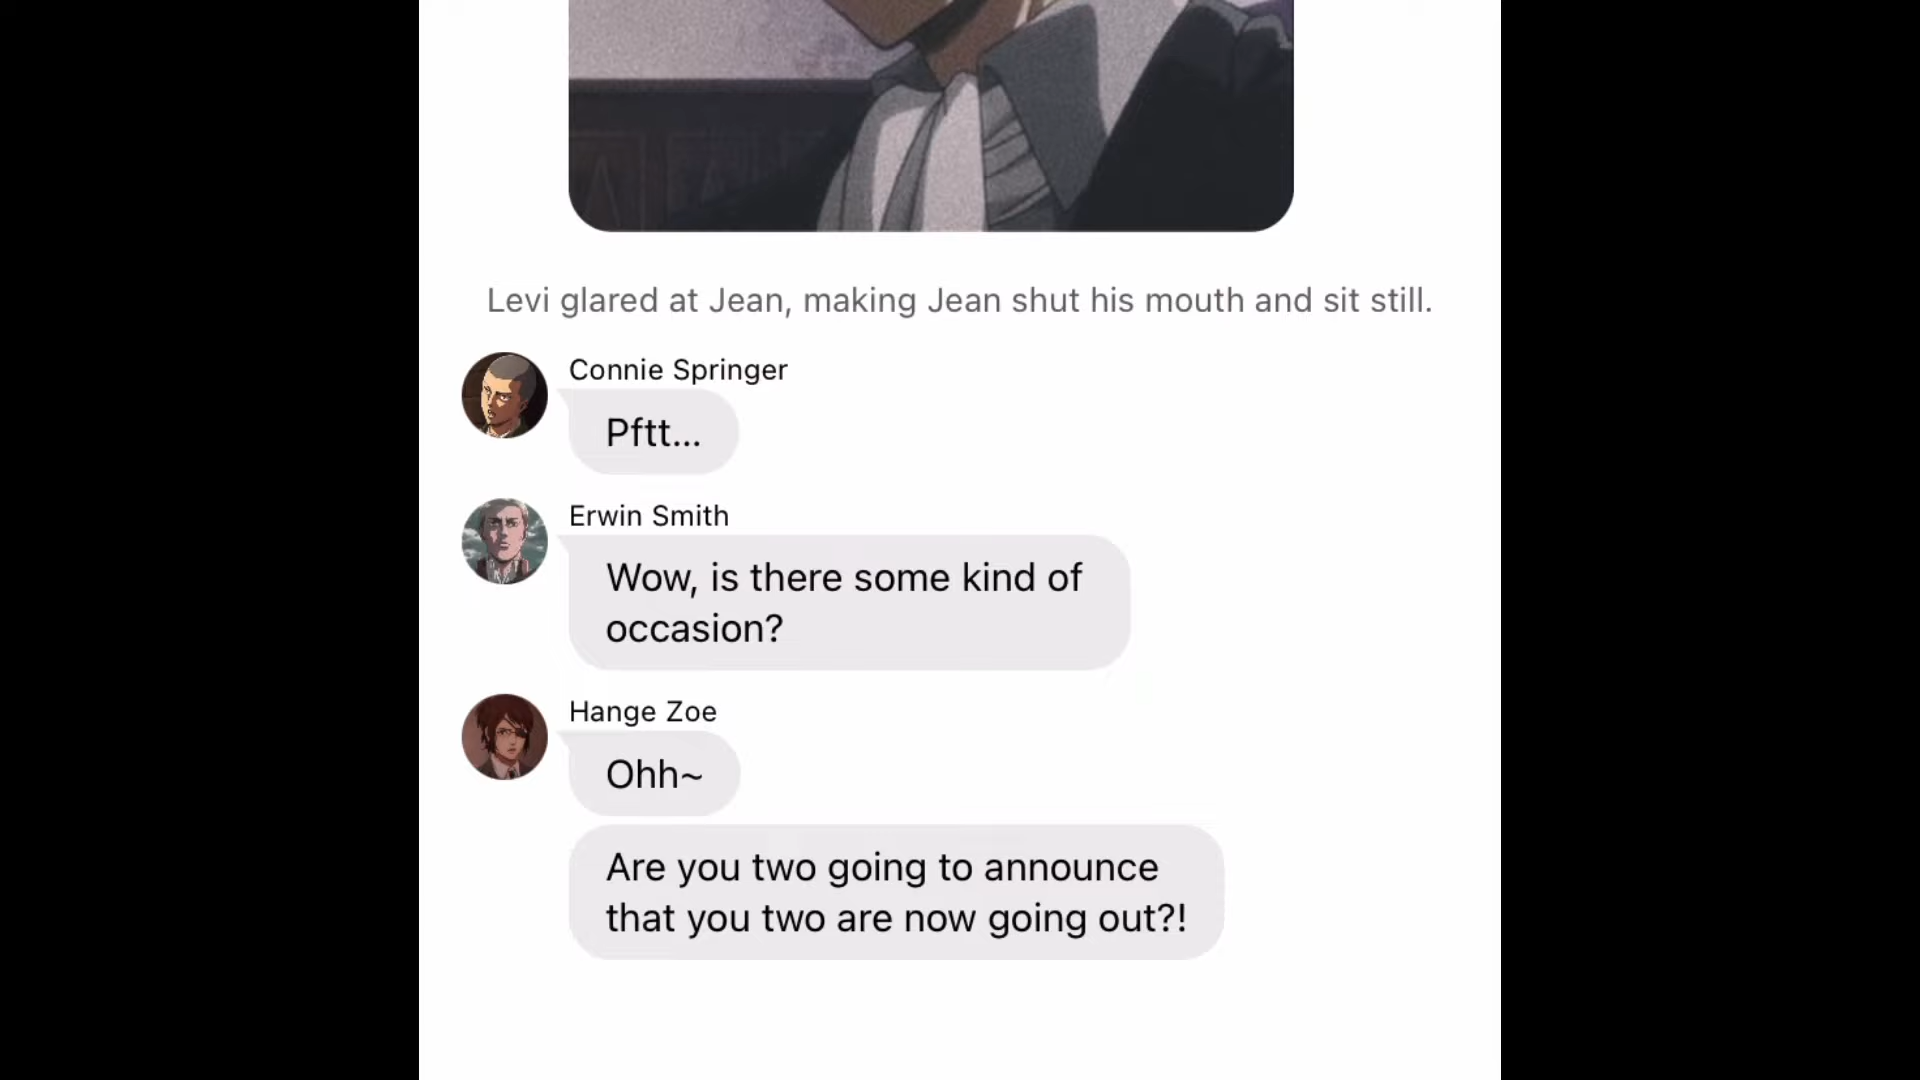 Levi glared at Jean, making Jean shut his mouth and sit still.
Connie Springer
Pftt...
Erwin Smith
Wow, is there some kind of
occasion?
Hange Zoe
Ohh~
Are you two going to announce
that you two are now going out?!